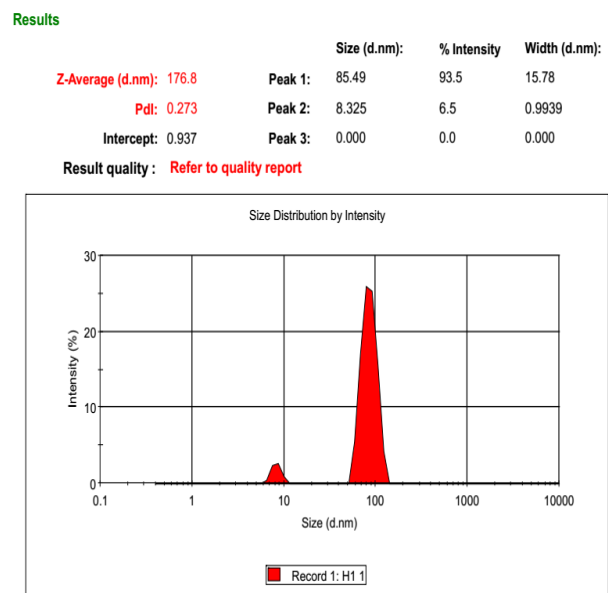 Results
Size (d.nm): % Intensity Width (d.nm):
Z-Average (d.nm): 176.8 Peak 1: 85.49 93.5 15.78
PdI: 0.273 Peak 2: 8.325 6.5 0.9939
Intercept: 0.937 Peak 3: 0.000 0.0 0.000
Result quality : Refer to quality report
Size Distribution by Intensity
Intensity (%)
30
20
10
0
0.1 1 10 100 1000 10000
Size (d.nm)
Record 1: H1 1